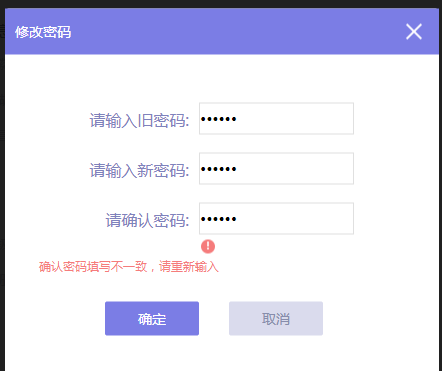 修改密码
请输入旧密码: ••••••
请输入新密码: ••••••
请确认密码: ••••••
确认密码填写不一致，请重新输入
确定 取消